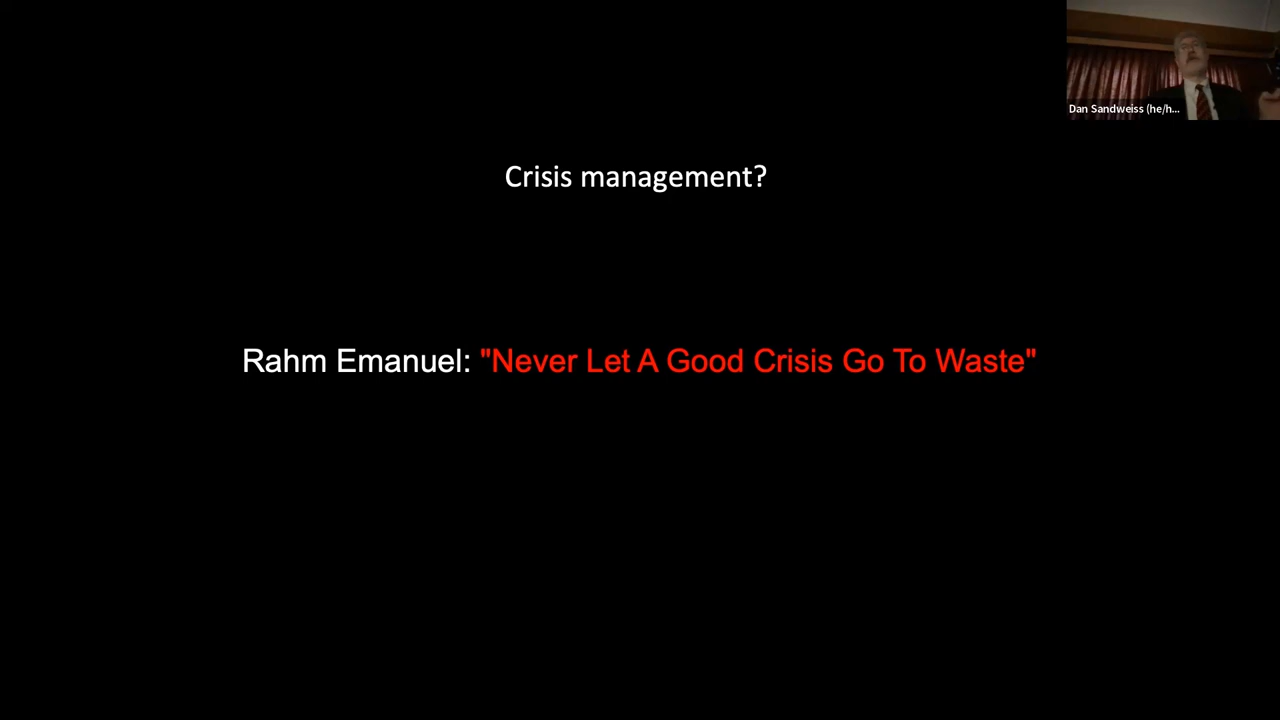 Dan Sandweiss (he/h...
Crisis management?
Rahm Emanuel: "Never Let A Good Crisis Go To Waste"